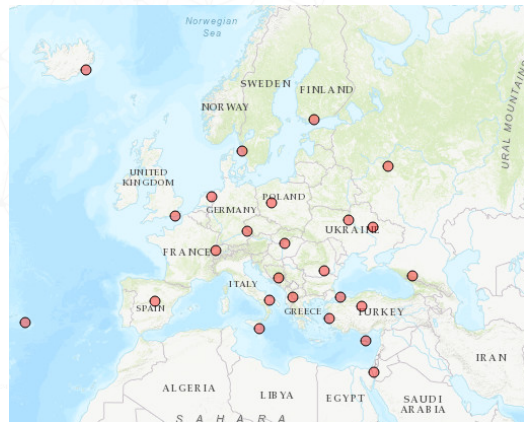 Norwegian
Sea
SWEDEN
FINLAND
NORWAY
URAL MOUNTAINS
UNITED
KINGDOM
POLAND
GERMANY
UKRAINE
FRANCE
ITALY
SPAIN
GREECE
TURKEY
IRAN
ALGERIA
LIBYA
EGYPT
SAUDI
ARABIA
SAHARA